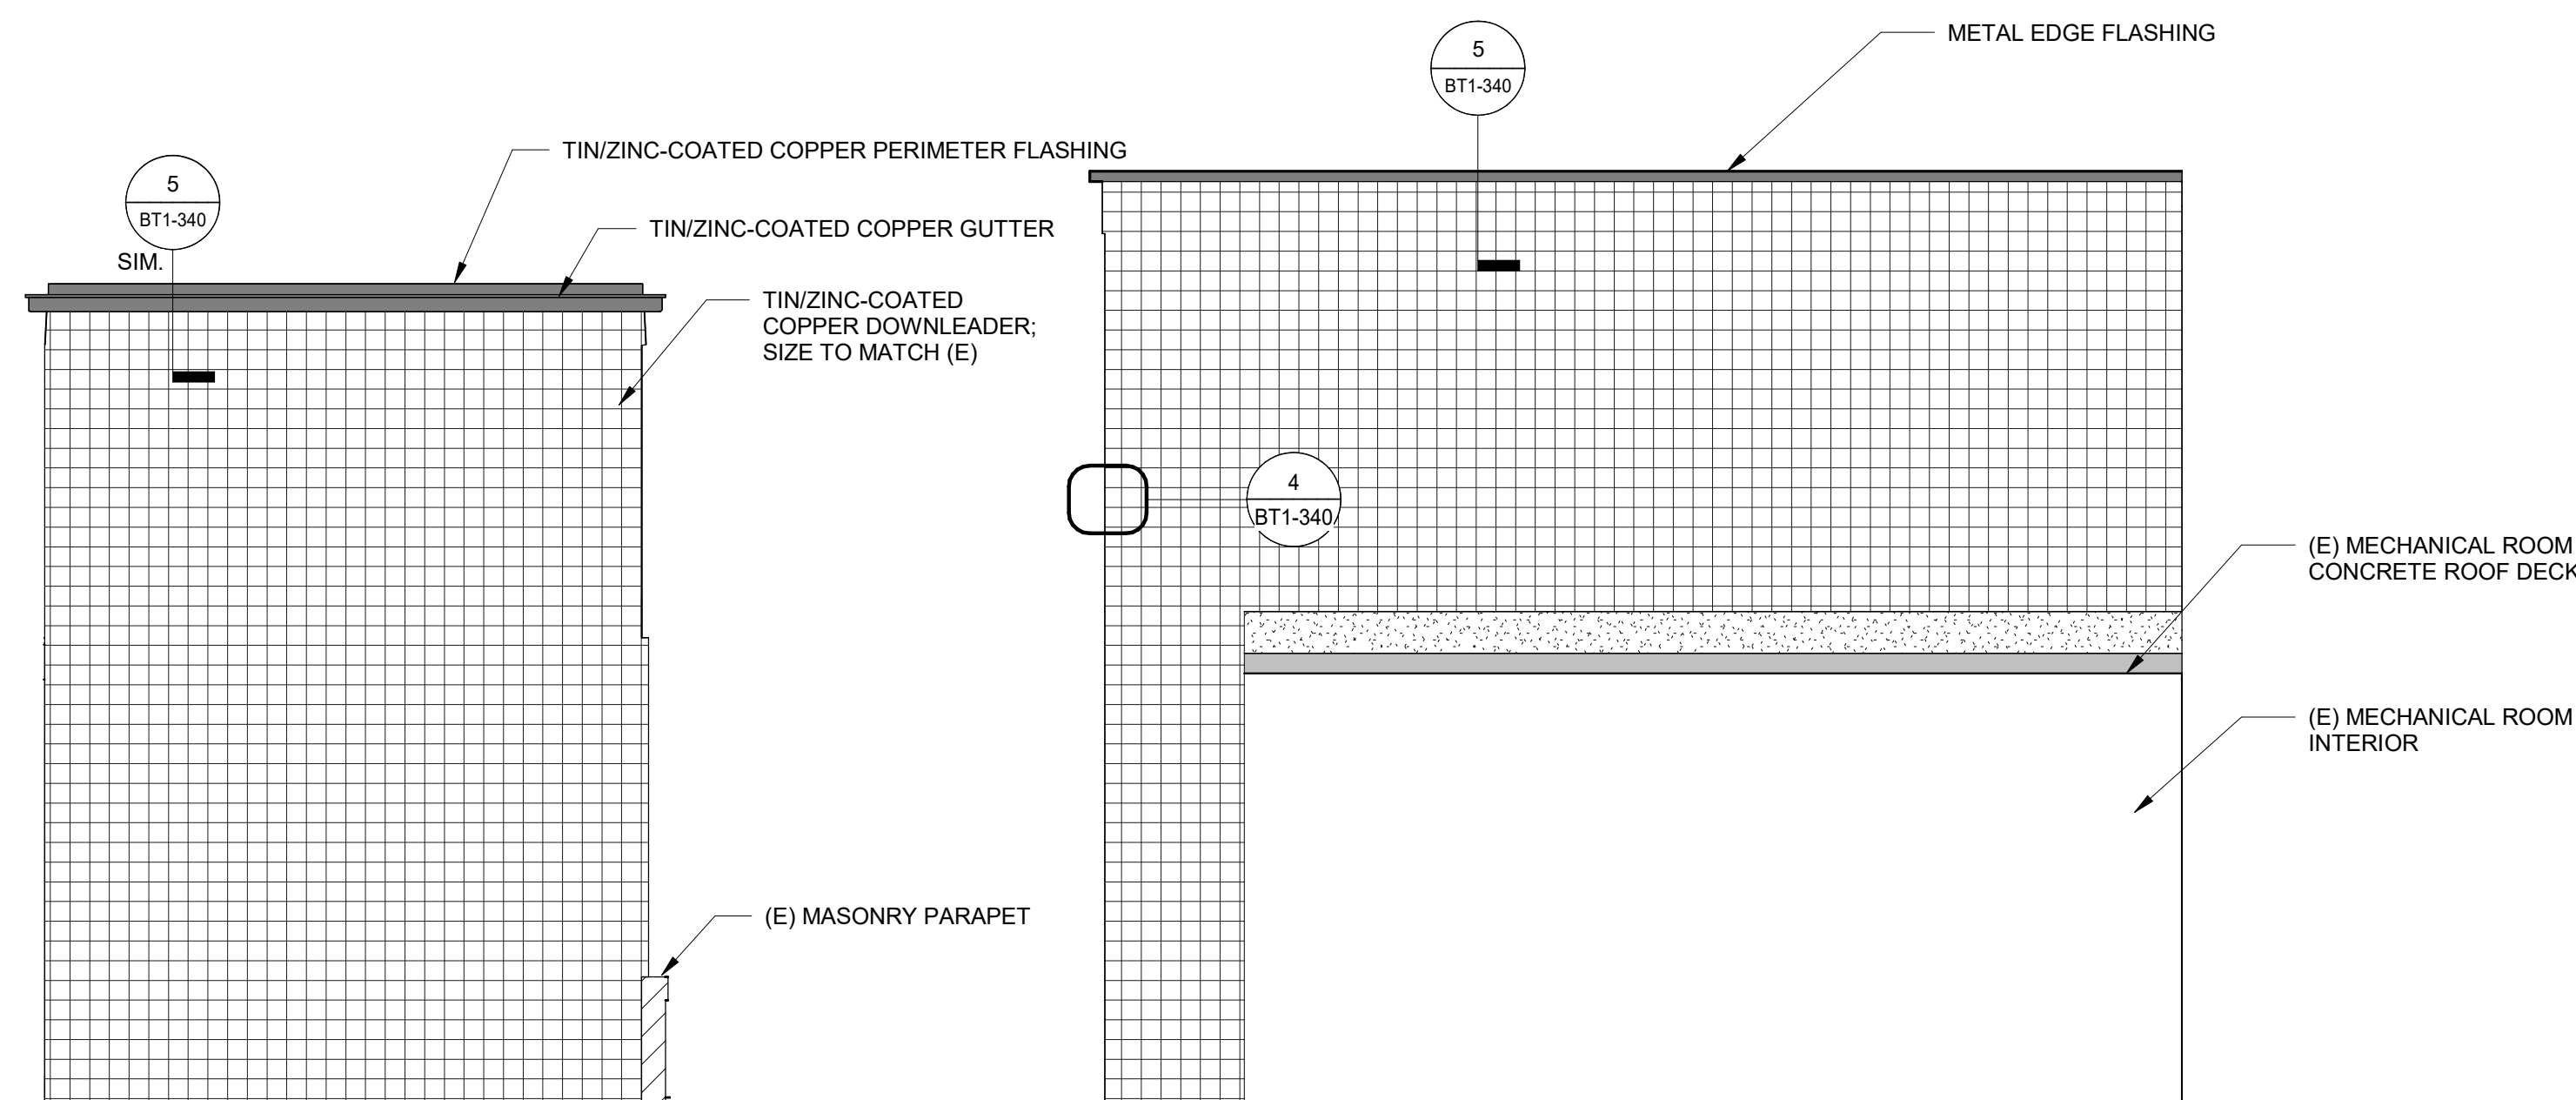 5
BT1-340
METAL EDGE FLASHING
TIN/ZINC-COATED COPPER PERIMETER FLASHING
5
BT1-340
SIM.
TIN/ZINC-COATED COPPER GUTTER
TIN/ZINC-COATED
COPPER DOWNLEADER;
SIZE TO MATCH (E)
4
BT1-340
(E) MECHANICAL ROOM
CONCRETE ROOF DECK
(E) MECHANICAL ROOM
INTERIOR
(E) MASONRY PARAPET